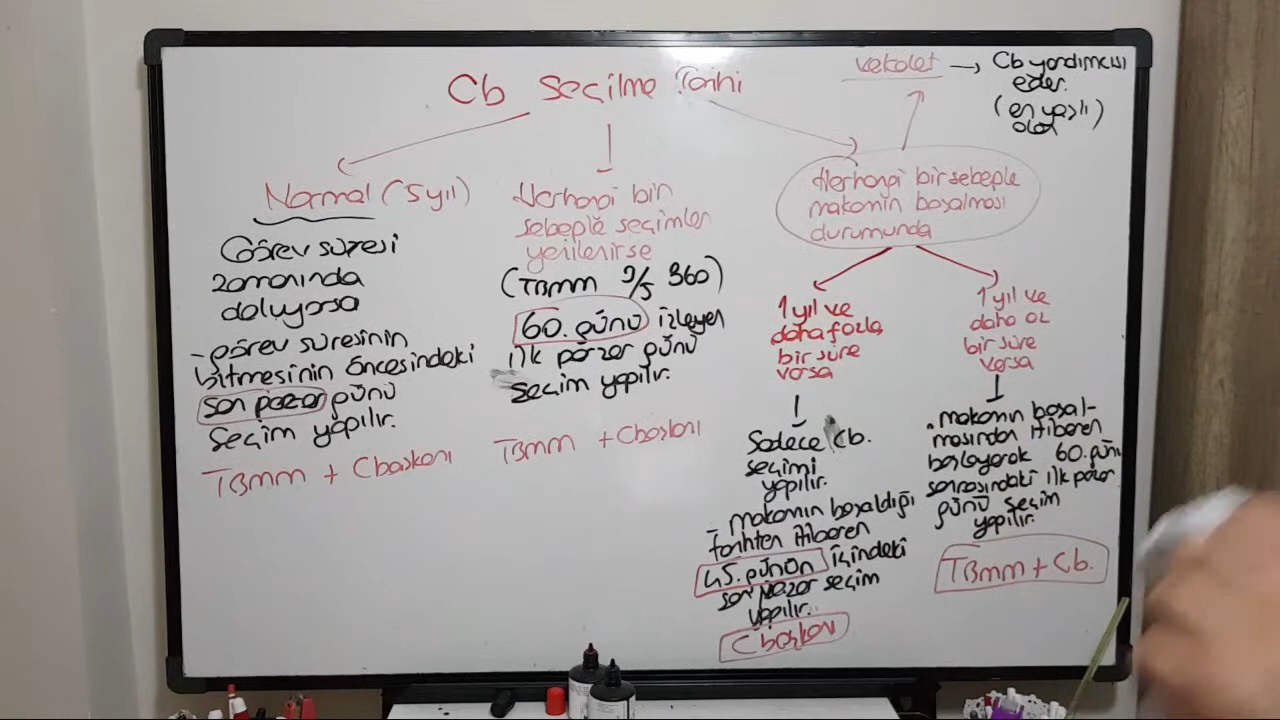 Cb Seçilme Tarihi
Normal (5 yıl)
Görev süresi
zamanında
doluyorsa
- görev süresinin
bitmesinin öncesindeki
son pazar günü
seçim yapılır.
TBMM + Cbaşkanı
Herhangi bir
sebeple seçimler
yenilenirse
(TBMM 3/5 360)
60. günü izleyen
ilk pazar günü
seçim yapılır.
TBMM + Cbaşkanı
vekalet → Cb yardımcısı
eder.
(en yaşlı)
olan
Herhangi bir sebeple
makamın boşalması
durumunda
1 yıl ve
daha fazla
bir süre
varsa
Sadece Cb.
seçimi
yapılır.
- makamın boşaldığı
tarihten itibaren
45. günün içindeki
son pazar seçim
yapılır.
Cbaşkanı
1 yıl ve
daha az
bir süre
varsa
. makamın boşal-
masından itibaren
başlayarak 60. günü
sonrasındaki ilk pazar
günü seçim
yapılır.
TBMM + Cb.